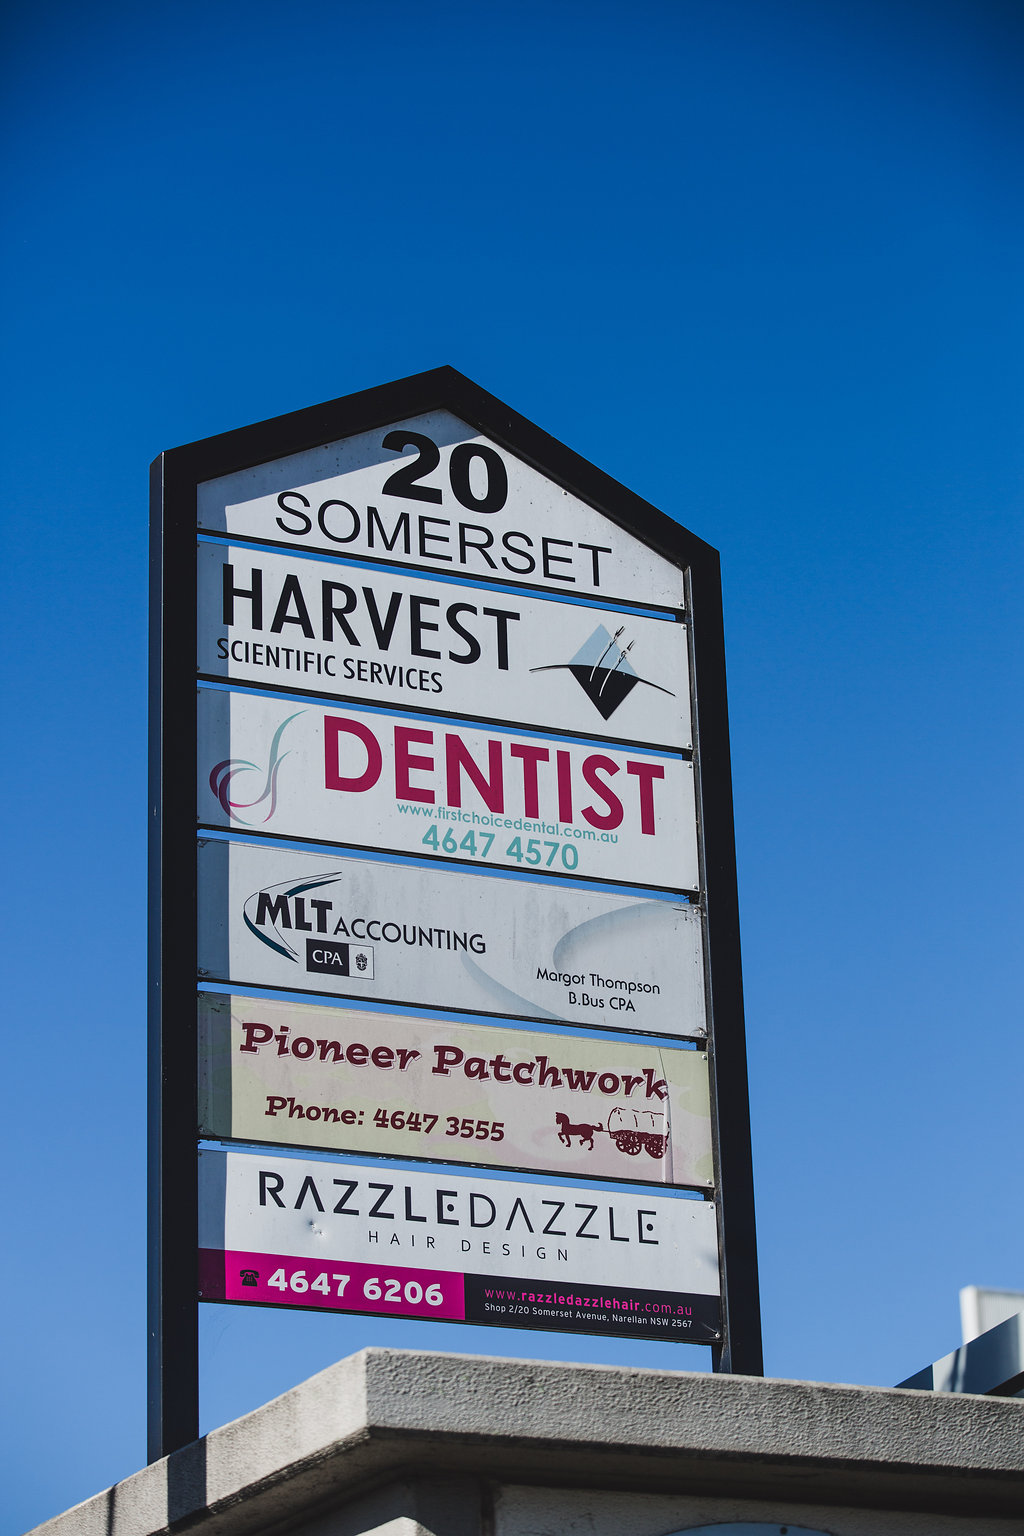 20
SOMERSET
HARVEST
SCIENTIFIC SERVICES
DENTIST
www.firstchoicedental.com.au
4647 4570
MLT ACCOUNTING
CPA
Margot Thompson
B.Bus CPA
Pioneer Patchwork
Phone: 4647 3555
RAZZLEDAZZLE
HAIR DESIGN
4647 6206
www.razzledazzlehair.com.au
Shop 2/20 Somerset Avenue, Narellan NSW 2567